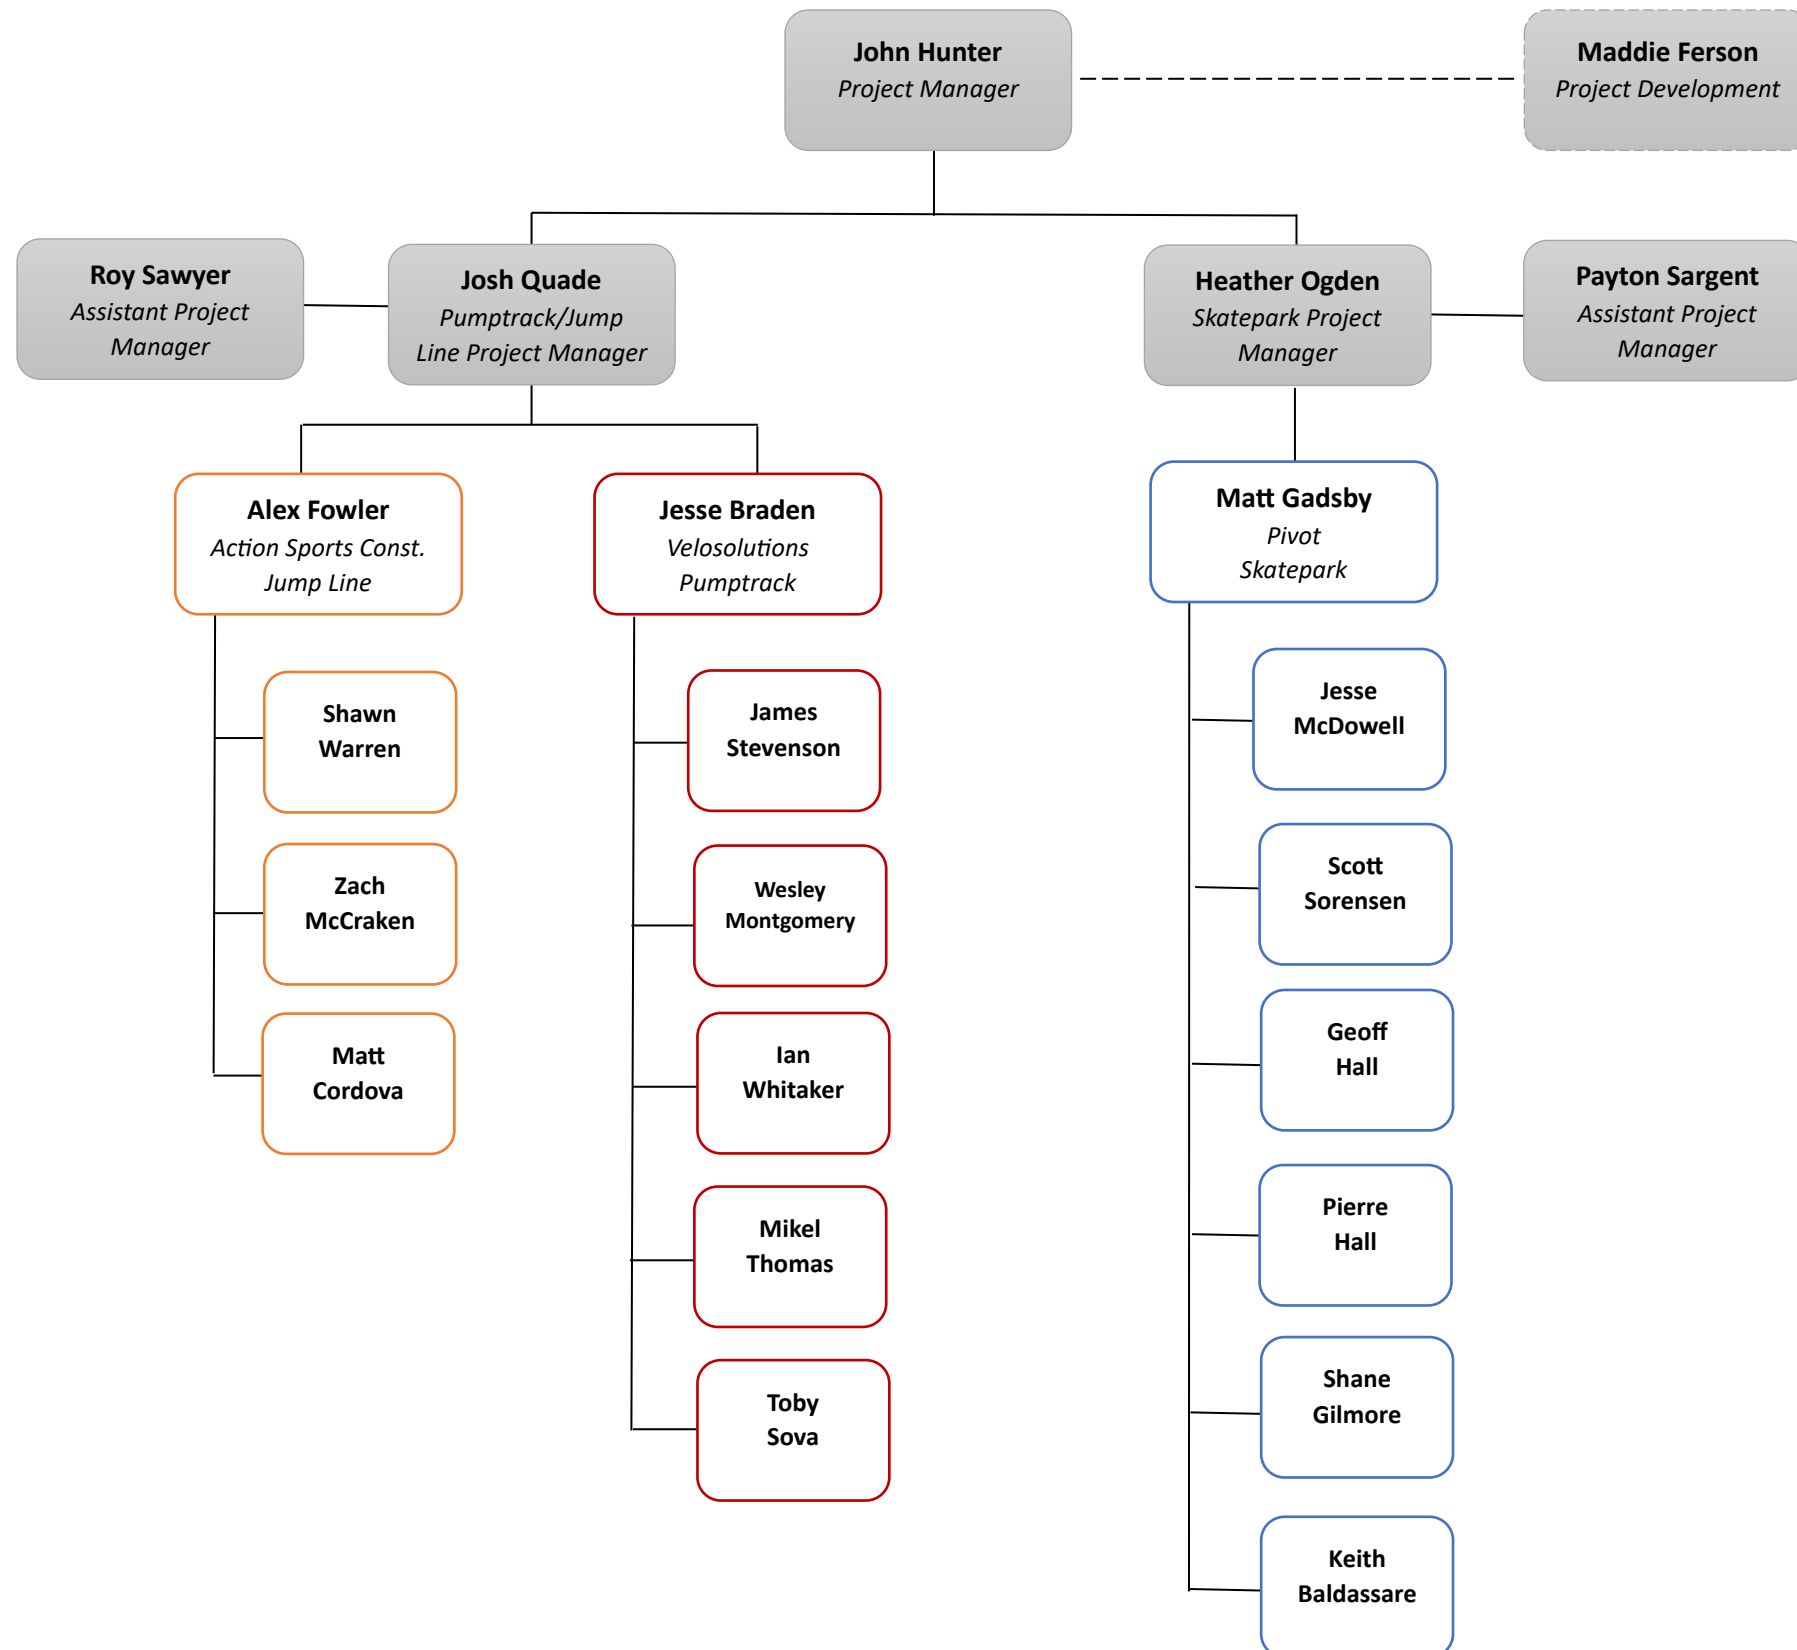 John Hunter
Project Manager
Maddie Ferson
Project Development
Roy Sawyer
Assistant Project
Manager
Josh Quade
Pumptrack/Jump
Line Project Manager
Heather Ogden
Skatepark Project
Manager
Payton Sargent
Assistant Project
Manager
Alex Fowler
Action Sports Const.
Jump Line
Jesse Braden
Velosolutions
Pumptrack
Matt Gadsby
Pivot
Skatepark
Shawn
Warren
Zach
McCraken
Matt
Cordova
James
Stevenson
Wesley
Montgomery
Ian
Whitaker
Mikel
Thomas
Toby
Sova
Jesse
McDowell
Scott
Sorensen
Geoff
Hall
Pierre
Hall
Shane
Gilmore
Keith
Baldassare